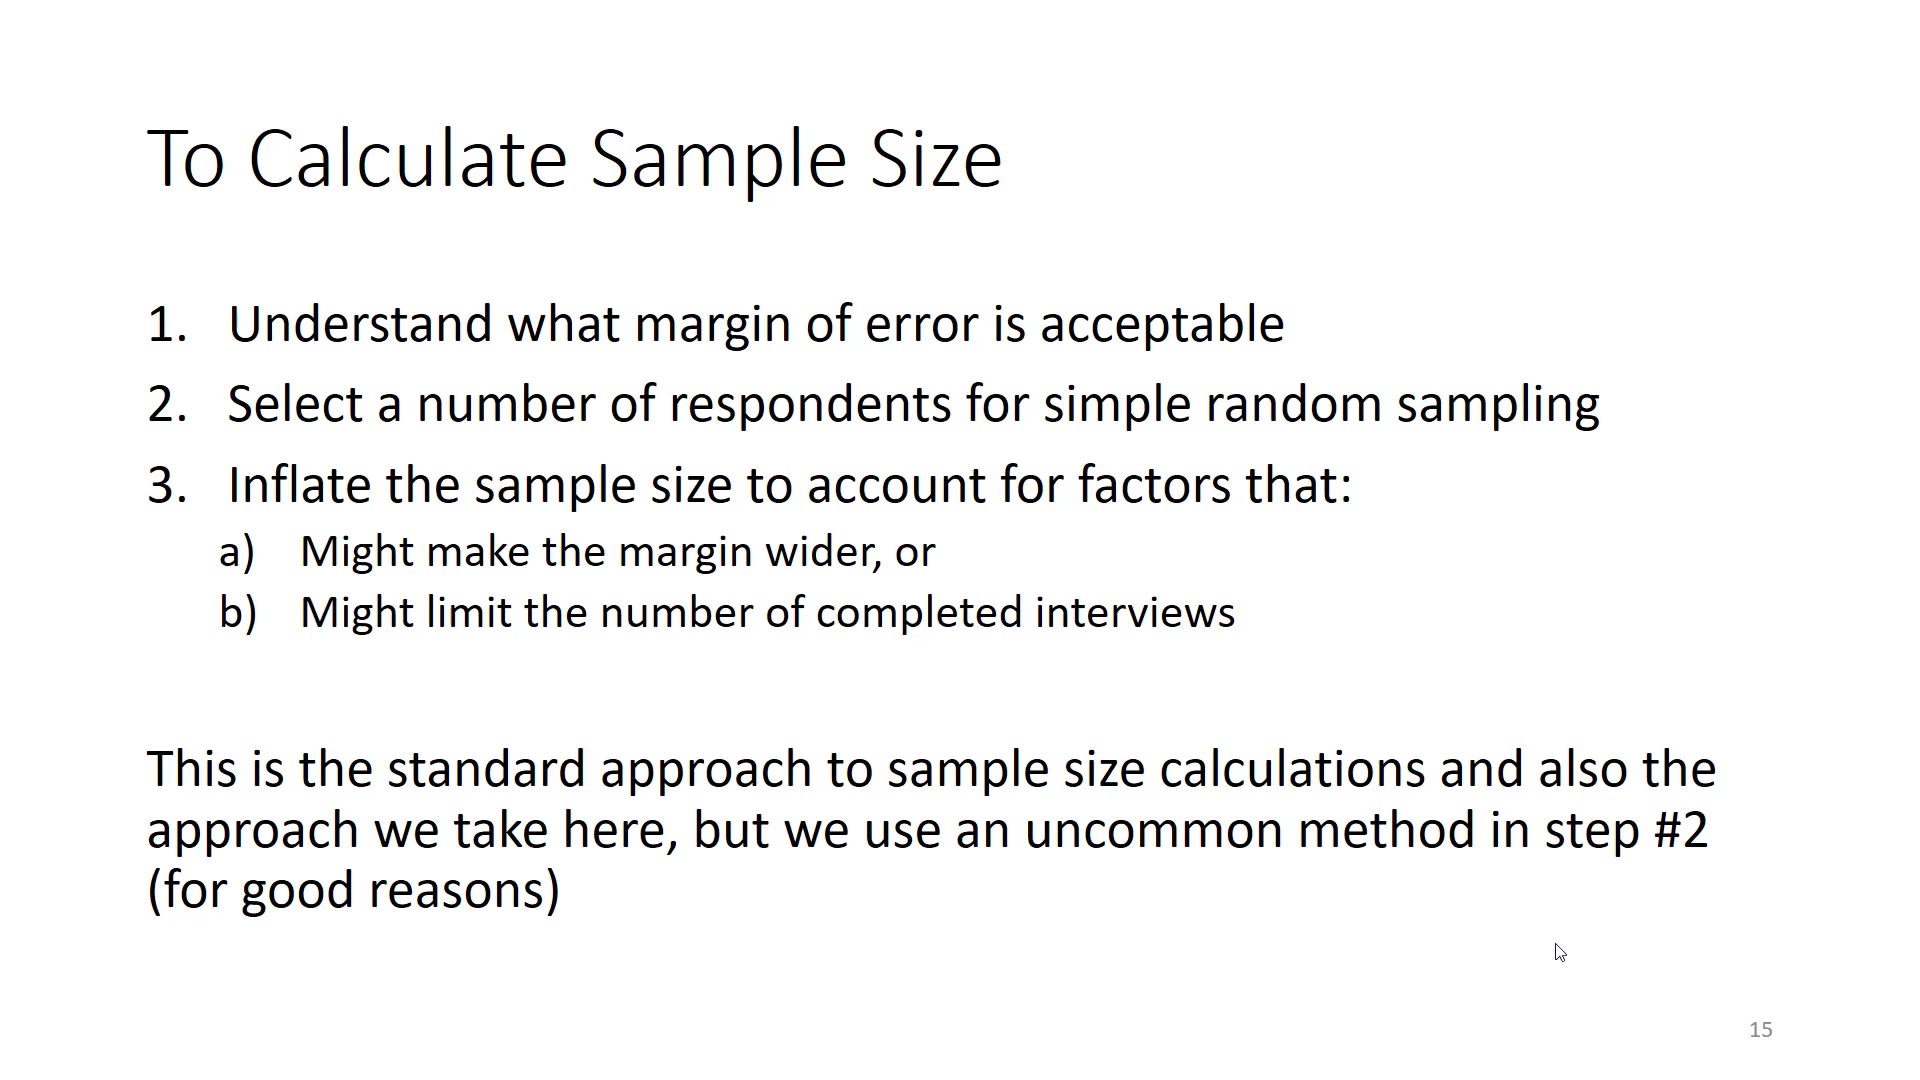 To Calculate Sample Size
1. Understand what margin of error is acceptable
2. Select a number of respondents for simple random sampling
3. Inflate the sample size to account for factors that:
a) Might make the margin wider, or
b) Might limit the number of completed interviews
This is the standard approach to sample size calculations and also the
approach we take here, but we use an uncommon method in step #2
(for good reasons)
15